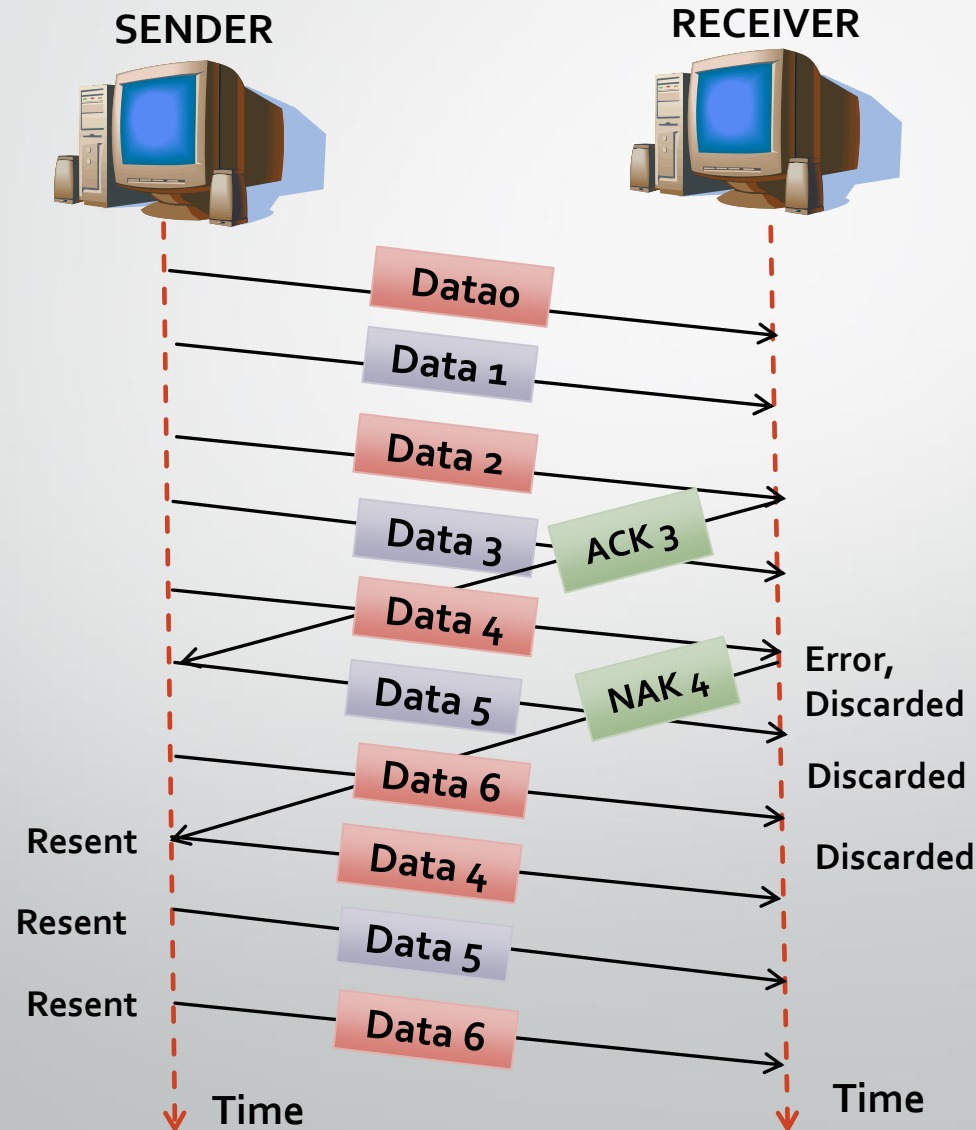 SENDER
RECEIVER
Data0
Data 1
Data 2
Data 3
ACK 3
Data 4
Error,
Discarded
NAK 4
Data 5
Discarded
Data 6
Resent
Discarded
Data 4
Resent
Data 5
Resent
Data 6
Time
Time